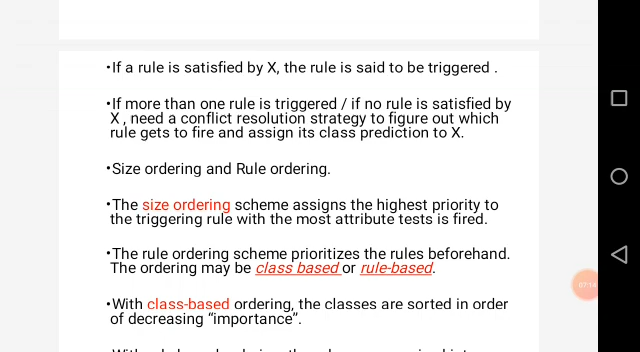 •If a rule is satisfied by X, the rule is said to be triggered .
•If more than one rule is triggered / if no rule is satisfied by
X , need a conflict resolution strategy to figure out which
rule gets to fire and assign its class prediction to X.
•Size ordering and Rule ordering.
•The size ordering scheme assigns the highest priority to
the triggering rule with the most attribute tests is fired.
•The rule ordering scheme prioritizes the rules beforehand.
The ordering may be class based or rule-based.
•With class-based ordering, the classes are sorted in order
of decreasing “importance”.
07:14